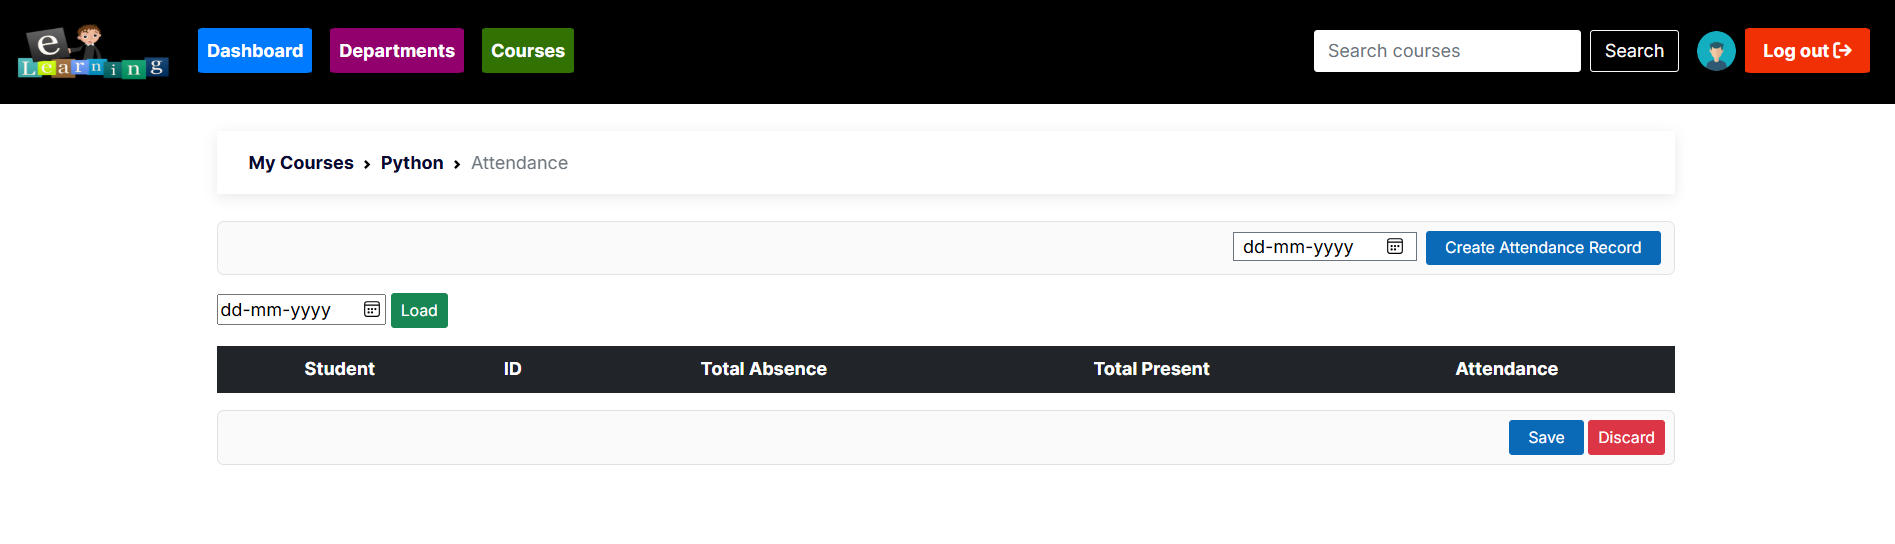 e Learning Dashboard Departments Courses Search courses Search Log out
My Courses › Python › Attendance
dd-mm-yyyy Create Attendance Record
dd-mm-yyyy Load
Student ID Total Absence Total Present Attendance
Save Discard